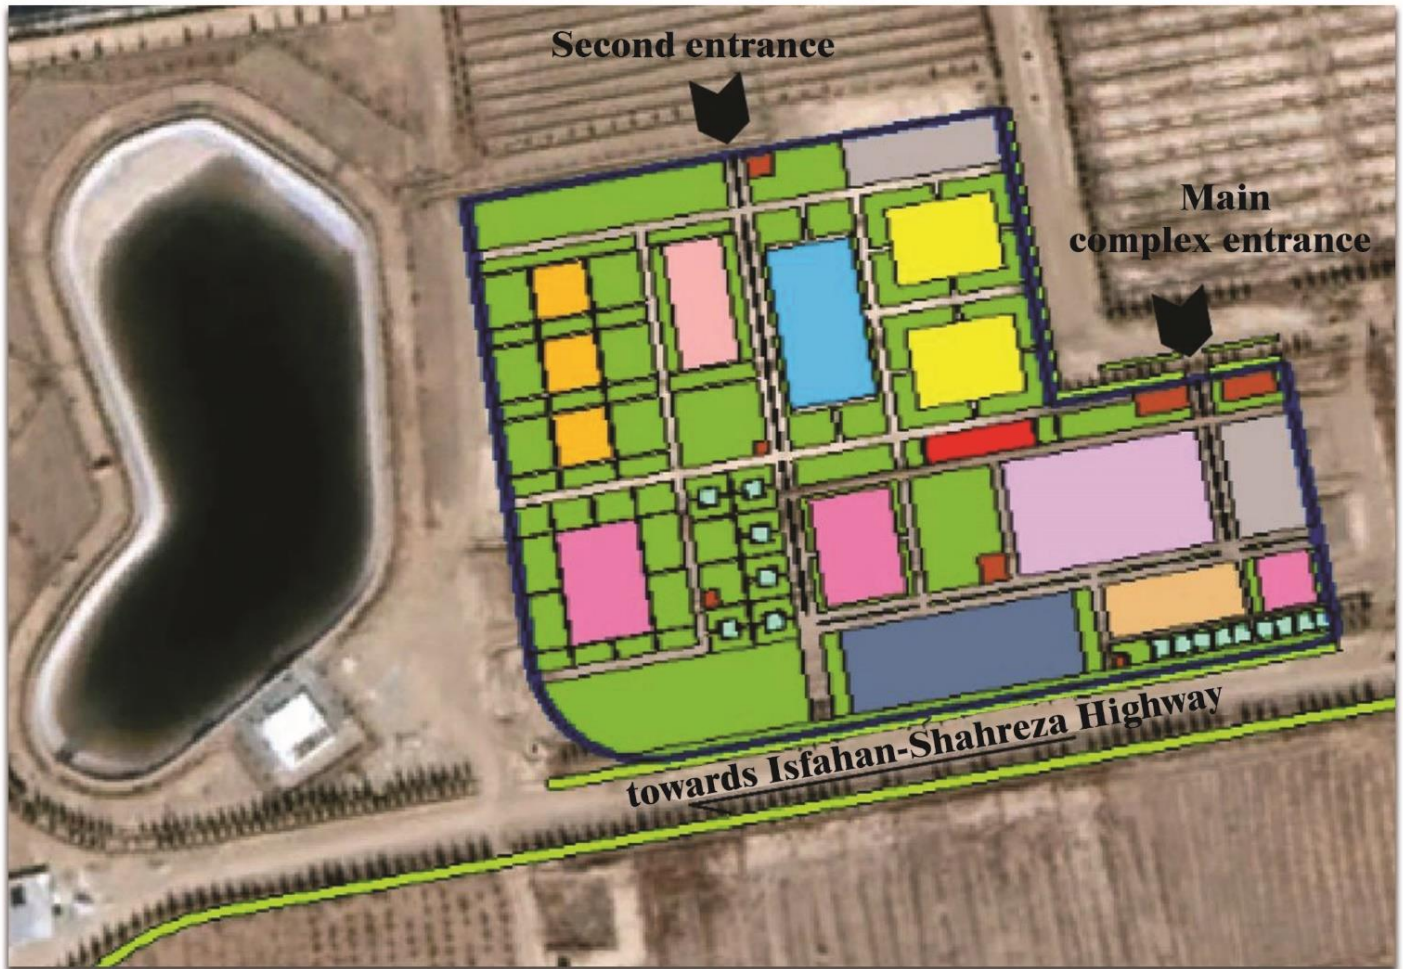 Second entrance
Main
complex entrance
towards Isfahan-Shahreza Highway